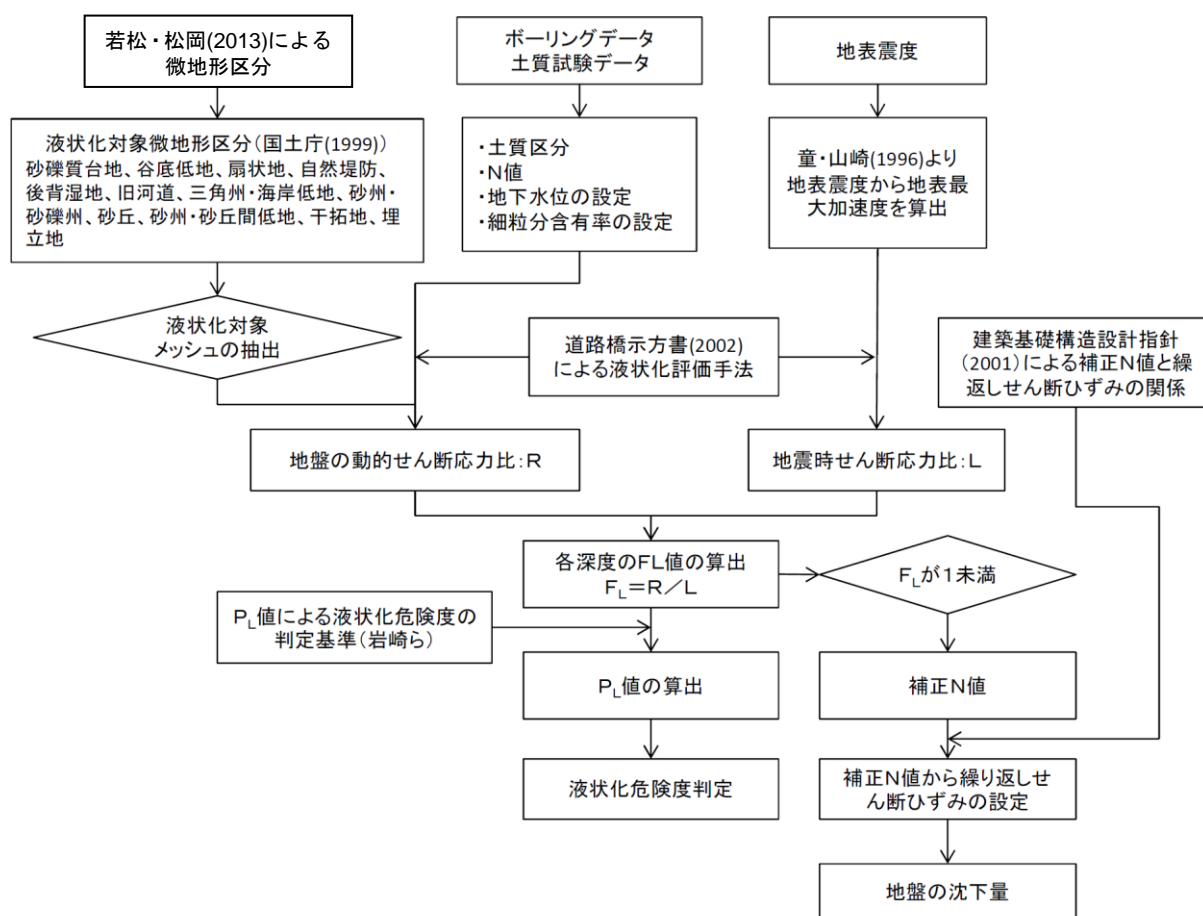 若松・松岡(2013)による
微地形区分
ボーリングデータ
土質試験データ
地表震度
液状化対象微地形区分(国土庁(1999))
砂礫質台地、谷底低地、扇状地、自然堤防、
後背湿地、旧河道、三角州・海岸低地、砂州・
砂礫州、砂丘、砂州・砂丘間低地、干拓地、埋
立地
・土質区分
・N値
・地下水位の設定
・細粒分含有率の設定
童・山崎(1996)より
地表震度から地表最
大加速度を算出
液状化対象
メッシュの抽出
道路橋示方書(2002)
による液状化評価手法
建築基礎構造設計指針
(2001)による補正N値と繰
返しせん断ひずみの関係
地盤の動的せん断応力比:R
地震時せん断応力比:L
各深度のFL値の算出
FL=R/L
FLが1未満
PL値による液状化危険度の
判定基準(岩崎ら)
PL値の算出
補正N値
液状化危険度判定
補正N値から繰り返しせ
ん断ひずみの設定
地盤の沈下量